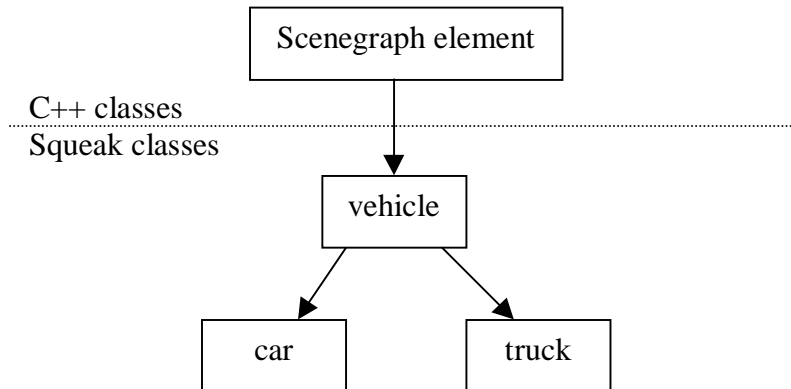 Scenegraph element
C++ classes
Squeak classes
vehicle
car
truck